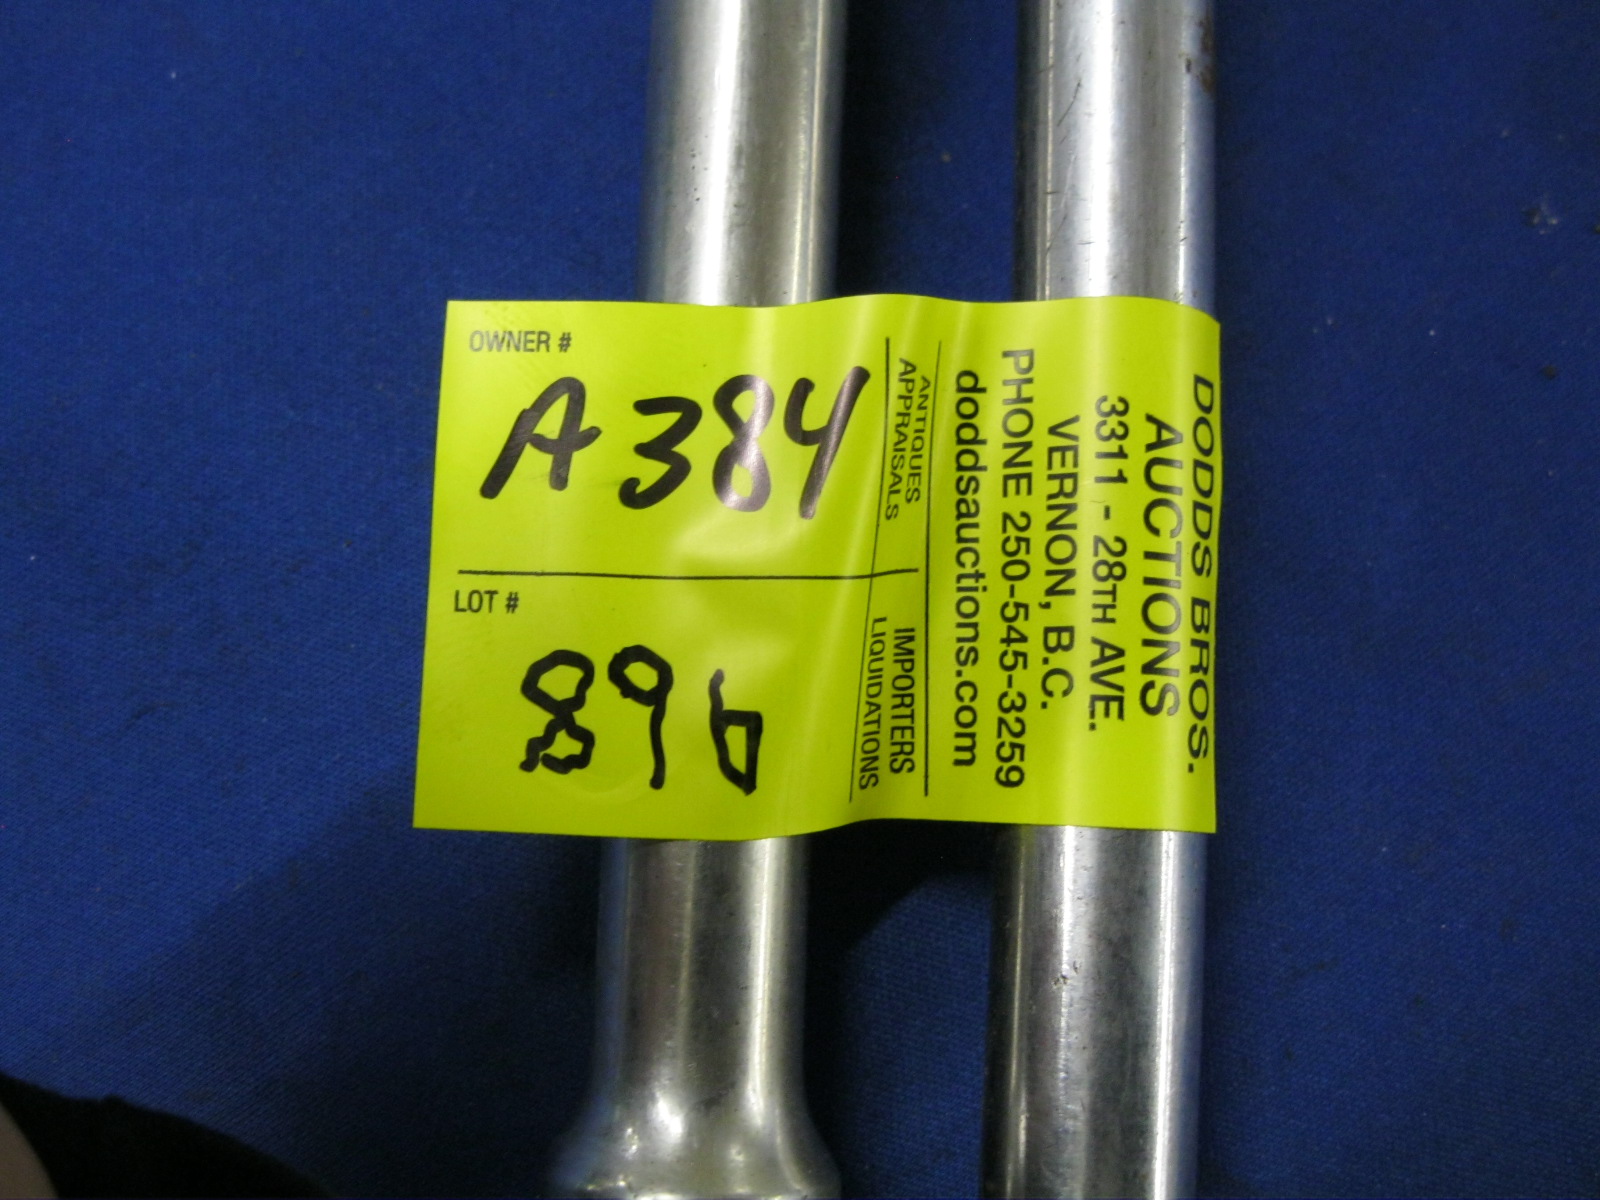 OWNER #
A384
LOT #
896
ANTIQUES
APPRAISALS
IMPORTERS
LIQUIDATIONS
DODDS BROS.
AUCTIONS
3311 - 28TH AVE.
VERNON, B.C.
PHONE 250-545-3259
doddsauctions.com